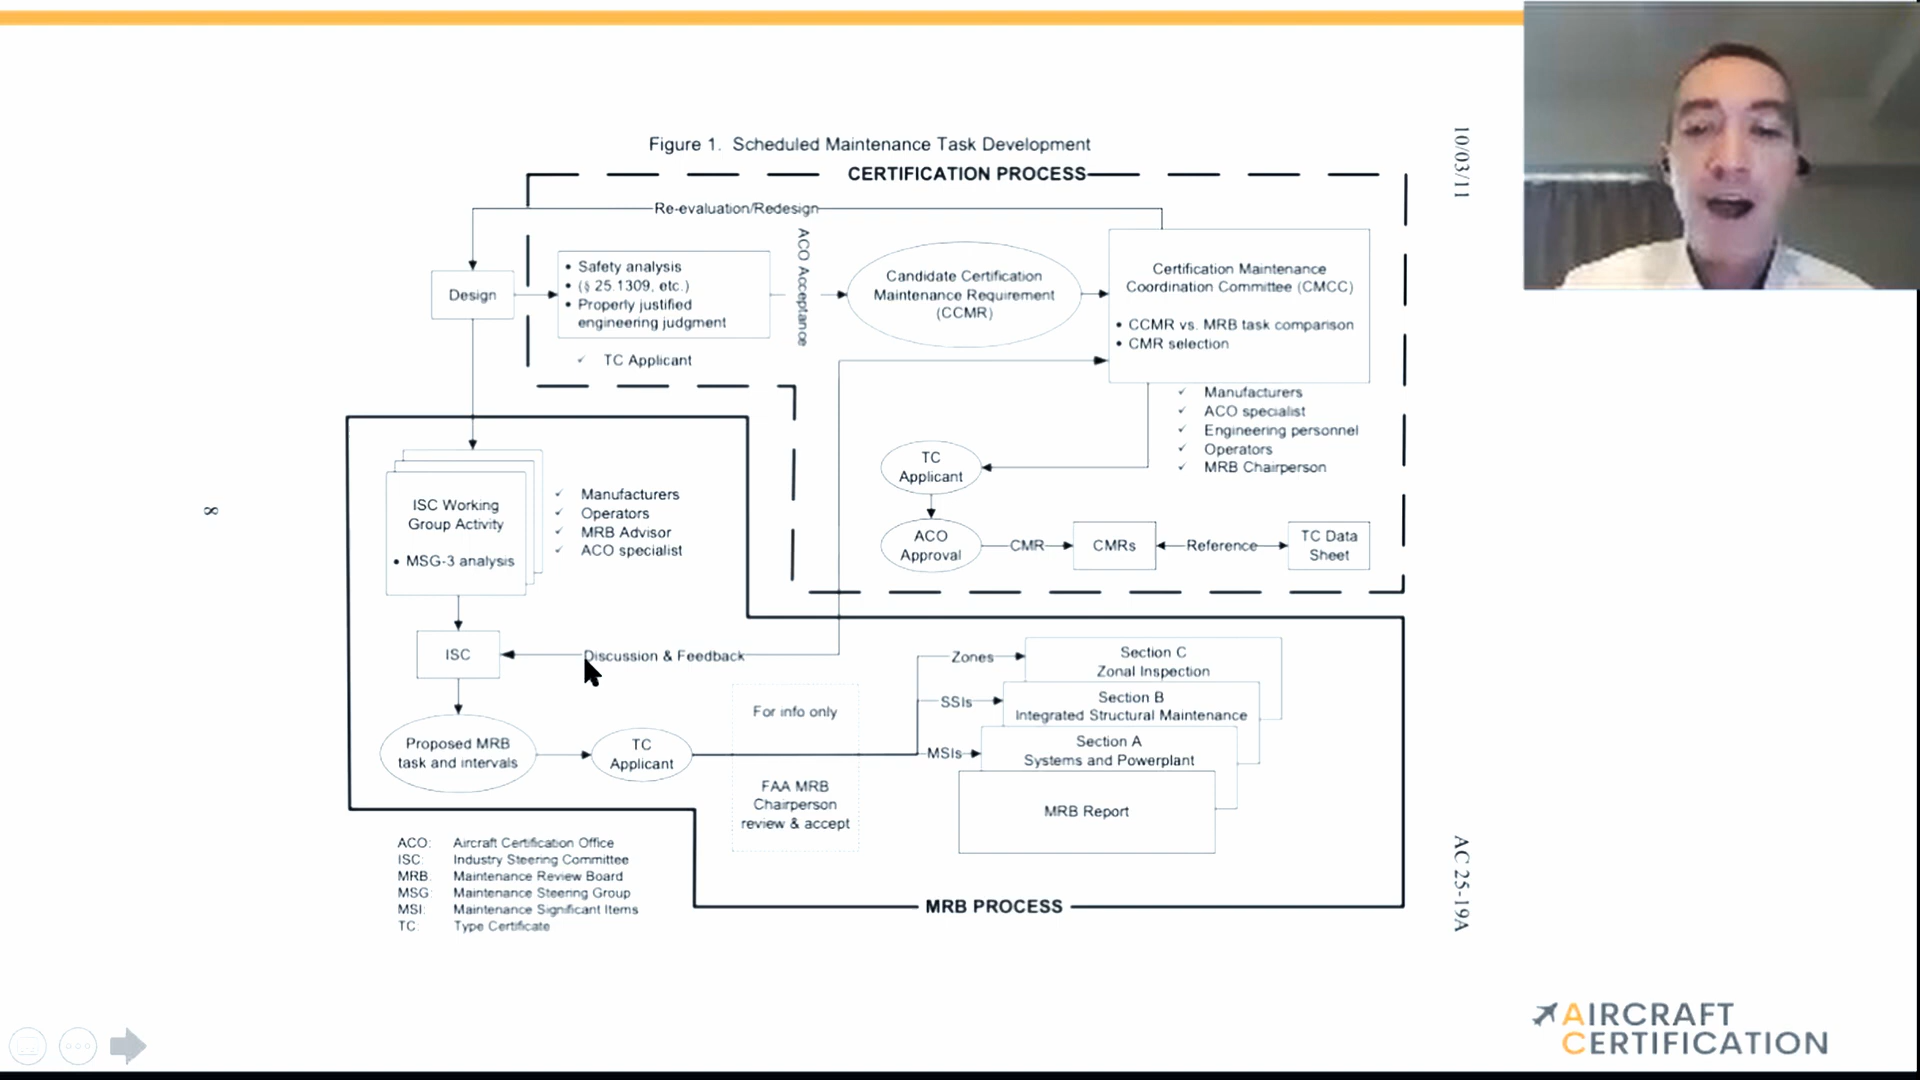 Figure 1. Scheduled Maintenance Task Development
CERTIFICATION PROCESS
Re-evaluation/Redesign
Design
• Safety analysis
• (§ 25.1309, etc.)
• Properly justified
engineering judgment
✓ TC Applicant
ACO Acceptance
Candidate Certification
Maintenance Requirement
(CCMR)
Certification Maintenance
Coordination Committee (CMCC)
• CCMR vs. MRB task comparison
• CMR selection
✓ Manufacturers
✓ ACO specialist
✓ Engineering personnel
✓ Operators
✓ MRB Chairperson
TC
Applicant
ACO
Approval
CMR
CMRs
Reference
TC Data
Sheet
ISC Working
Group Activity
• MSG-3 analysis
✓ Manufacturers
✓ Operators
✓ MRB Advisor
✓ ACO specialist
ISC
Discussion & Feedback
Proposed MRB
task and intervals
TC
Applicant
For info only
FAA MRB
Chairperson
review & accept
Zones
SSIs
MSIs
Section C
Zonal Inspection
Section B
Integrated Structural Maintenance
Section A
Systems and Powerplant
MRB Report
MRB PROCESS
ACO: Aircraft Certification Office
ISC: Industry Steering Committee
MRB: Maintenance Review Board
MSG: Maintenance Steering Group
MSI: Maintenance Significant Items
TC: Type Certificate
8
10/03/11
AC 25-19A
AIRCRAFT
CERTIFICATION